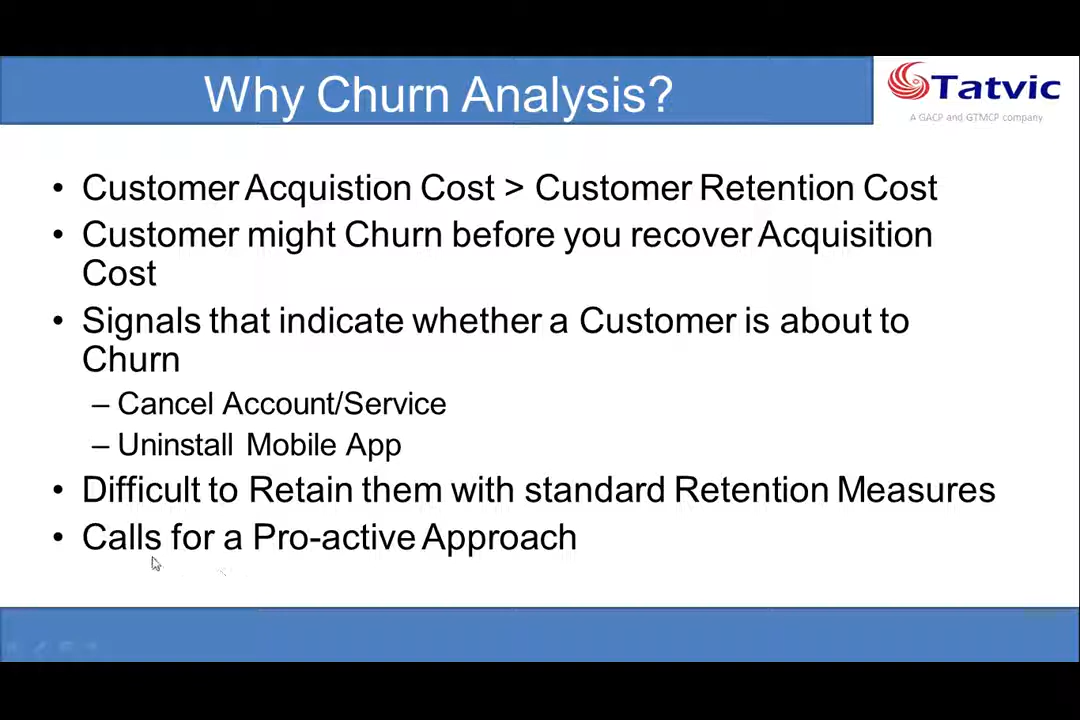 Why Churn Analysis?
Tatvic
A GACP and GTMCP company
• Customer Acquistion Cost > Customer Retention Cost
• Customer might Churn before you recover Acquisition
Cost
• Signals that indicate whether a Customer is about to
Churn
– Cancel Account/Service
– Uninstall Mobile App
• Difficult to Retain them with standard Retention Measures
• Calls for a Pro-active Approach